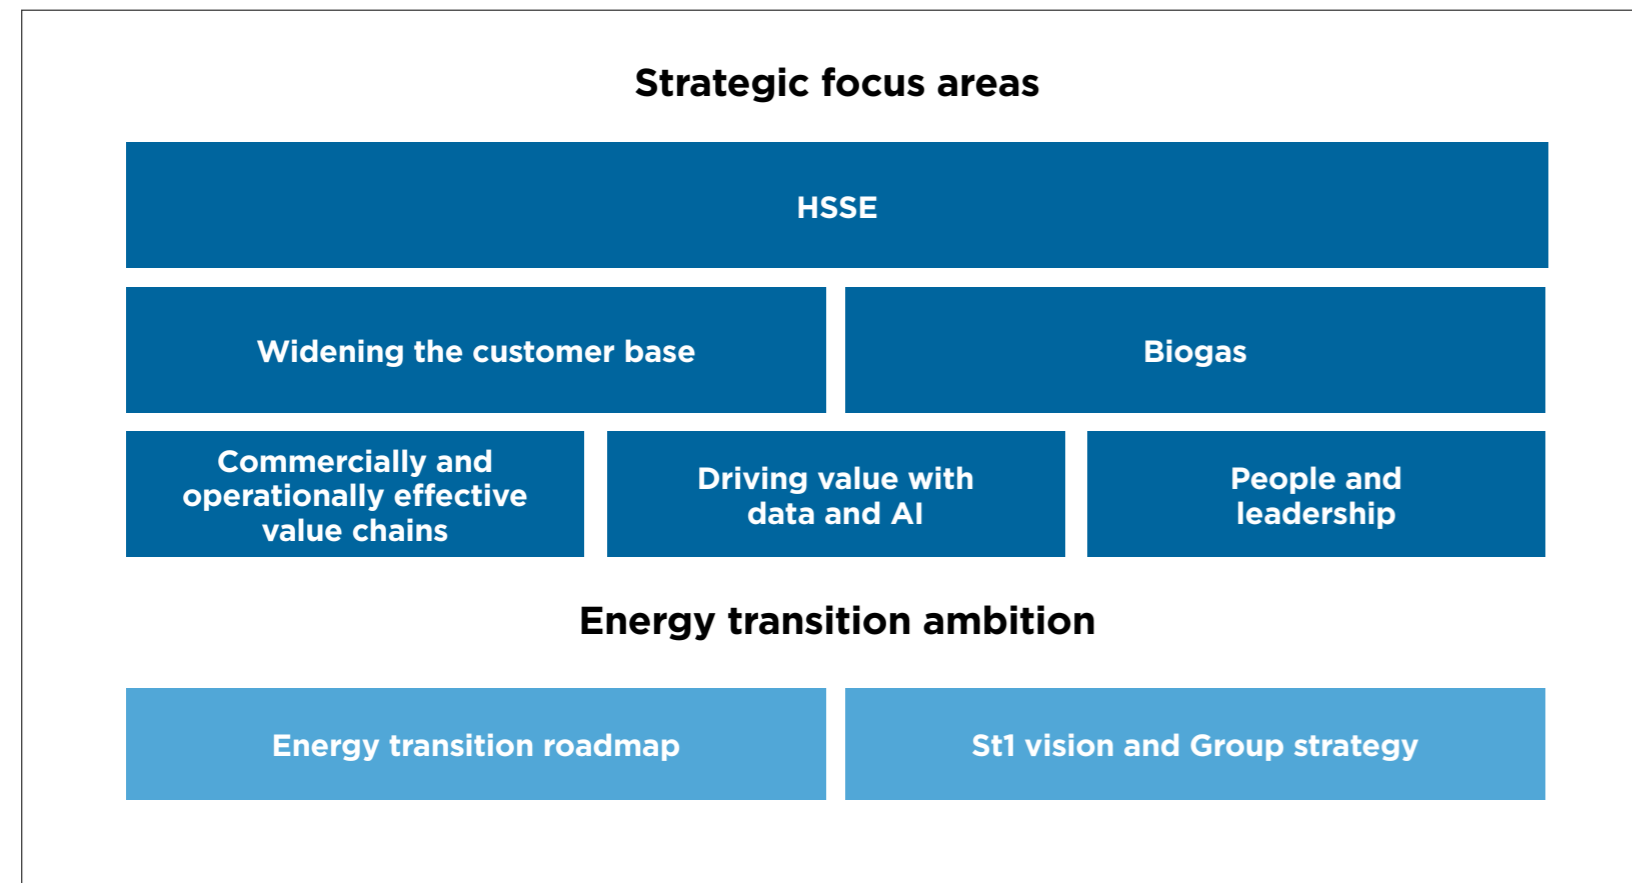 Strategic focus areas
HSSE
Widening the customer base
Biogas
Commercially and
operationally effective
value chains
Driving value with
data and AI
People and
leadership
Energy transition ambition
Energy transition roadmap
St1 vision and Group strategy